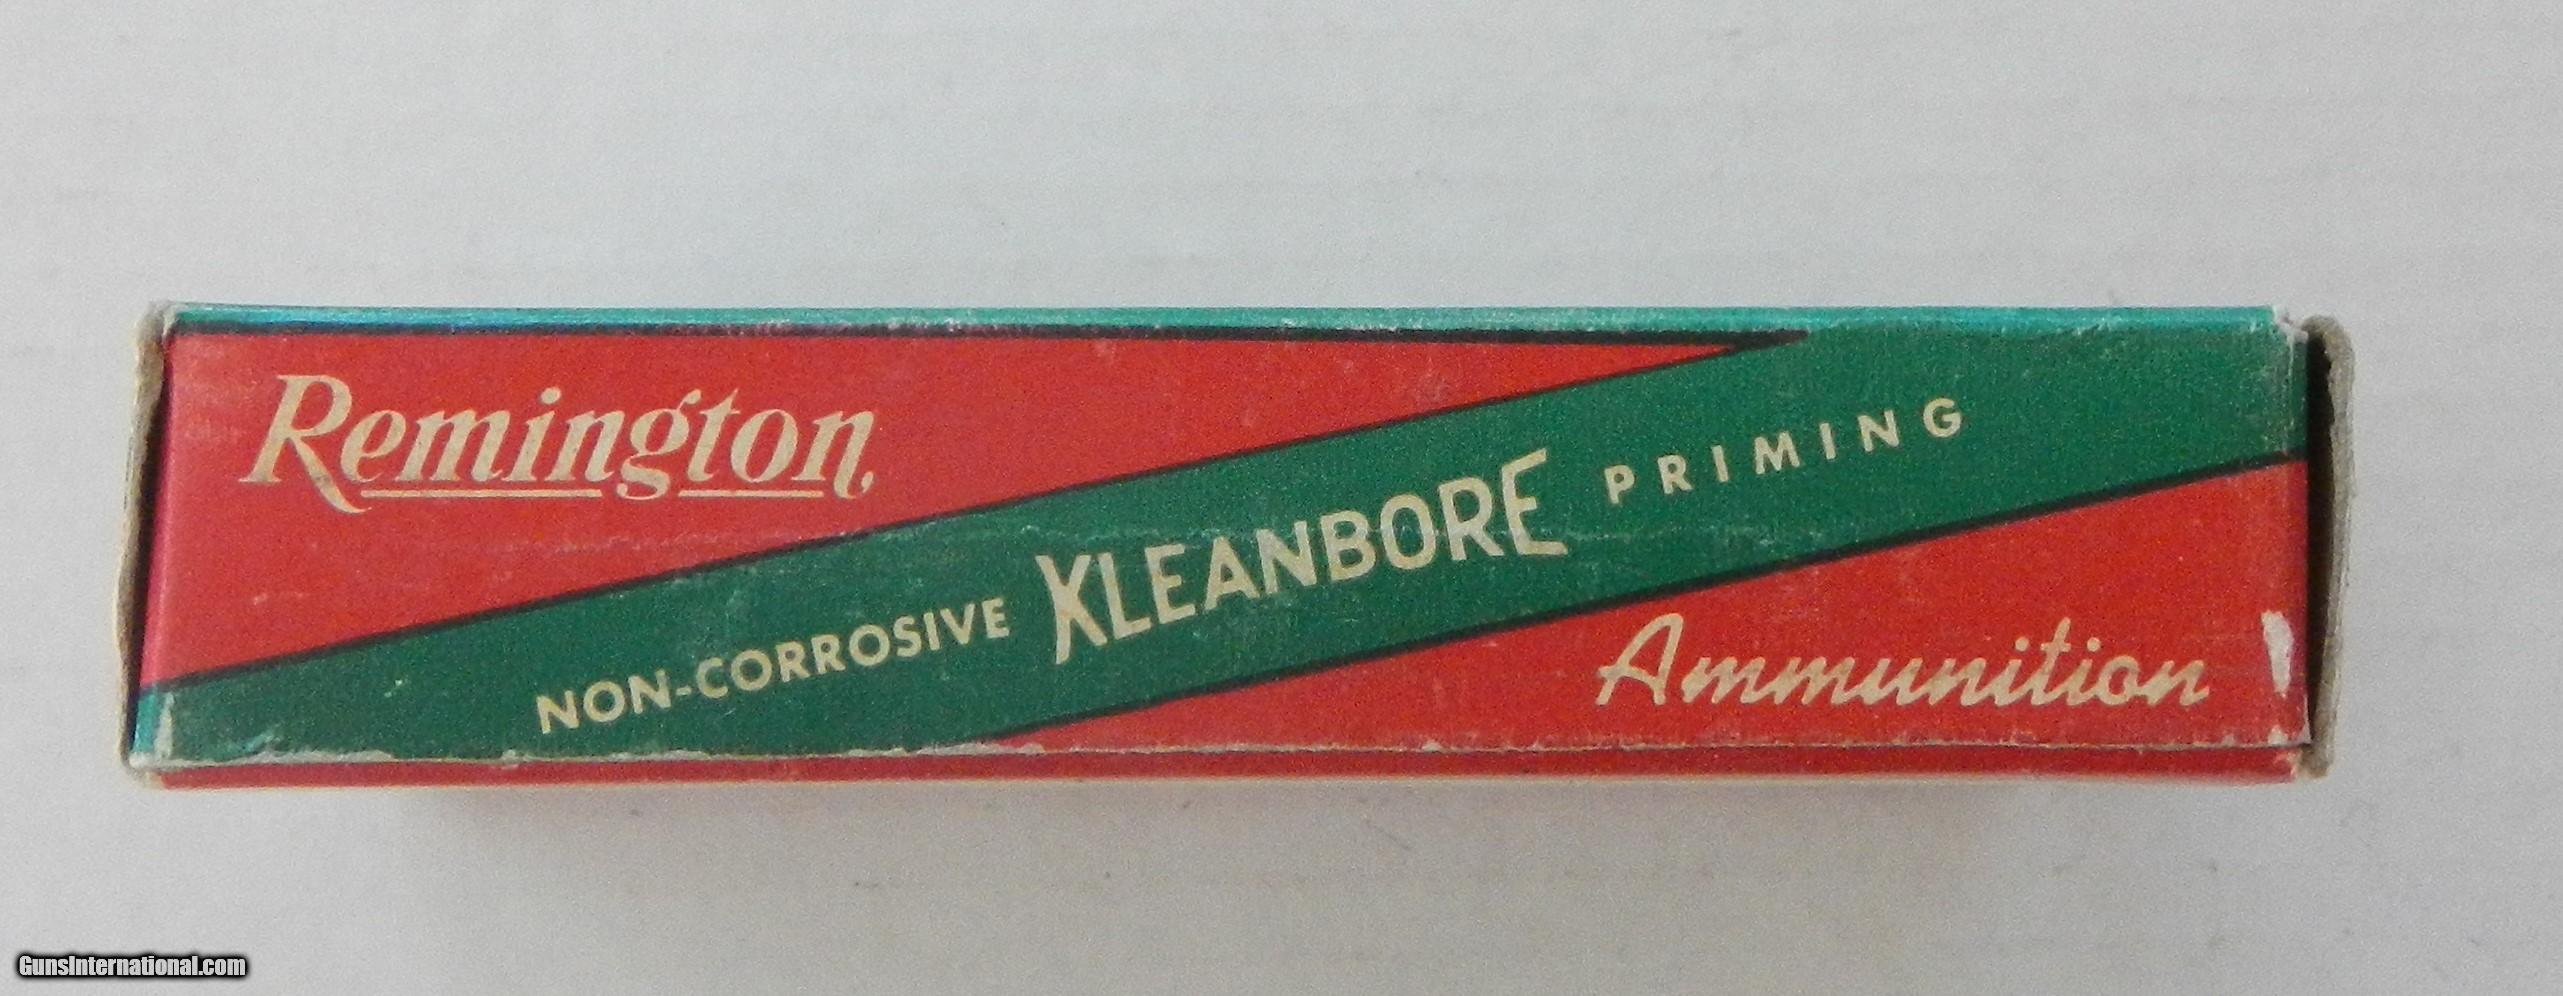 Remington
NON-CORROSIVE KLEANBORE PRIMING
Ammunition
GunsInternational.com